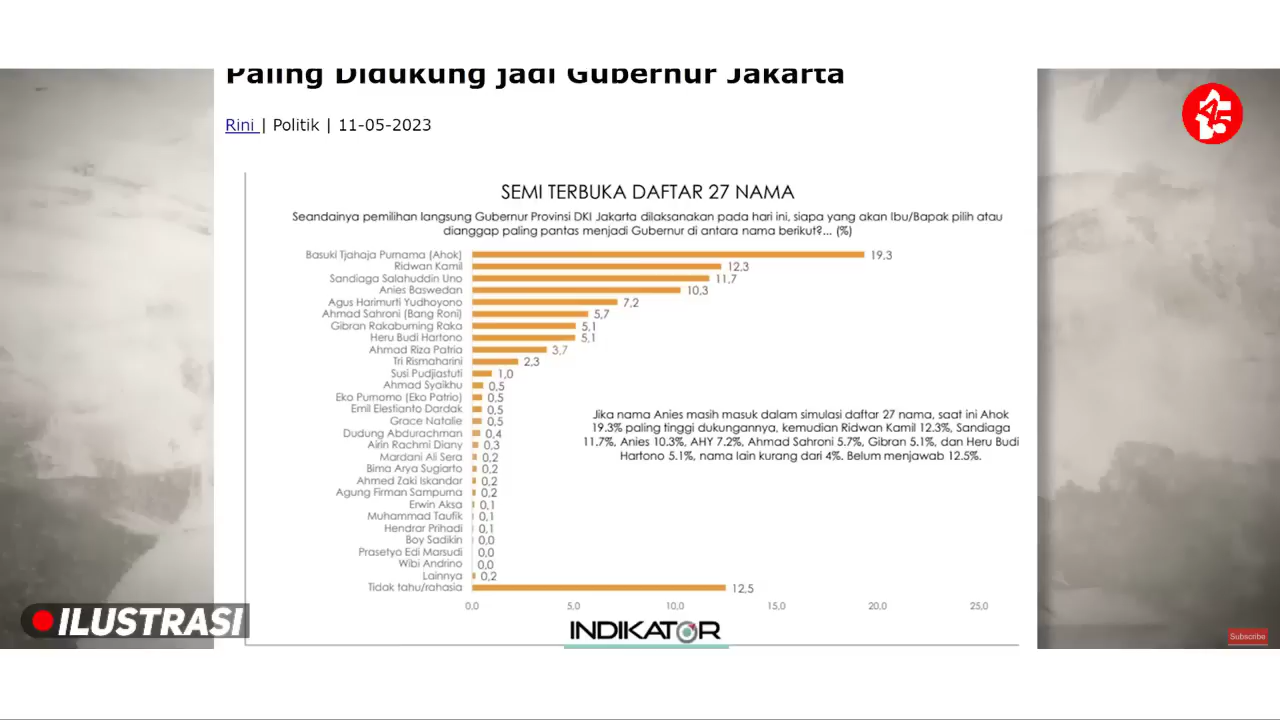 Paling Didukung jadi Gubernur Jakarta
Rini | Politik | 11-05-2023
SEMI TERBUKA DAFTAR 27 NAMA
Seandainya pemilihan langsung Gubernur Provinsi DKI Jakarta dilaksanakan pada hari ini, siapa yang akan Ibu/Bapak pilih atau
dianggap paling pantas menjadi Gubernur di antara nama berikut?... (%)
Basuki Tjahaja Purnama (Ahok) 19,3
Ridwan Kamil 12,3
Sandiaga Salahuddin Uno 11,7
Anies Baswedan 10,3
Agus Harimurti Yudhoyono 7,2
Ahmad Sahroni (Bang Roni) 5,7
Gibran Rakabuming Raka 5,1
Heru Budi Hartono 5,1
Ahmad Riza Patria 3,7
Tri Rismaharini 2,3
Susi Pudjiastuti 1,0
Ahmad Syaikhu 0,5
Eko Purnomo (Eko Patrio) 0,5
Emil Elestianto Dardak 0,5
Grace Natalie 0,5
Dudung Abdurachman 0,4
Airin Rachmi Diany 0,3
Mardani Ali Sera 0,2
Bima Arya Sugiarto 0,2
Ahmed Zaki Iskandar 0,2
Agung Firman Sampurna 0,2
Erwin Aksa 0,1
Muhammad Taufik 0,1
Hendrar Prihadi 0,1
Boy Sadikin 0,0
Prasetyo Edi Marsudi 0,0
Wibi Andrino 0,0
Lainnya 0,2
Tidak tahu/rahasia 12,5
0,0 5,0 10,0 15,0 20,0 25,0
Jika nama Anies masih masuk dalam simulasi daftar 27 nama, saat ini Ahok
19.3% paling tinggi dukungannya, kemudian Ridwan Kamil 12.3%, Sandiaga
11.7%, Anies 10.3%, AHY 7.2%, Ahmad Sahroni 5.7%, Gibran 5.1%, dan Heru Budi
Hartono 5.1%, nama lain kurang dari 4%. Belum menjawab 12.5%.
INDIKATOR
ILUSTRASI
Subscribe